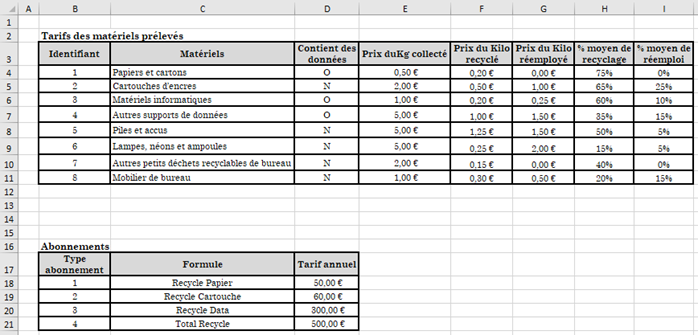 A B C D E F G H I
1
2 Tarifs des matériels prélevés
3 Identifiant Matériels Contient des données Prix duKg collecté Prix du Kilo recyclé Prix du Kilo réemployé % moyen de recyclage % moyen de réemploi
4 1 Papiers et cartons O 0,50 € 0,20 € 0,00 € 75% 0%
5 2 Cartouches d'encres N 2,00 € 0,50 € 1,00 € 65% 25%
6 3 Matériels informatiques O 1,00 € 0,20 € 0,25 € 60% 10%
7 4 Autres supports de données O 5,00 € 1,00 € 1,50 € 35% 15%
8 5 Piles et accus N 5,00 € 1,25 € 1,50 € 50% 5%
9 6 Lampes, néons et ampoules N 5,00 € 0,25 € 2,00 € 15% 5%
10 7 Autres petits déchets recyclables de bureau N 2,00 € 0,15 € 0,00 € 40% 0%
11 8 Mobilier de bureau N 1,00 € 0,30 € 0,50 € 20% 15%
12
13
14
15
16 Abonnements
17 Type abonnement Formule Tarif annuel
18 1 Recycle Papier 50,00 €
19 2 Recycle Cartouche 60,00 €
20 3 Recycle Data 300,00 €
21 4 Total Recycle 500,00 €